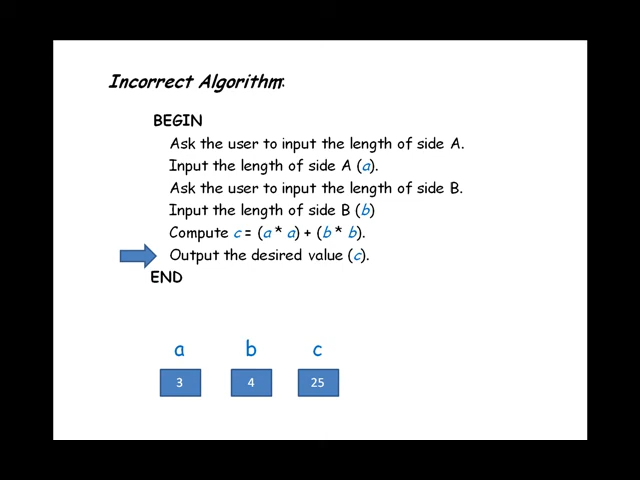 Incorrect Algorithm:
BEGIN
Ask the user to input the length of side A.
Input the length of side A (a).
Ask the user to input the length of side B.
Input the length of side B (b)
Compute c = (a * a) + (b * b).
Output the desired value (c).
END
a b c
3 4 25